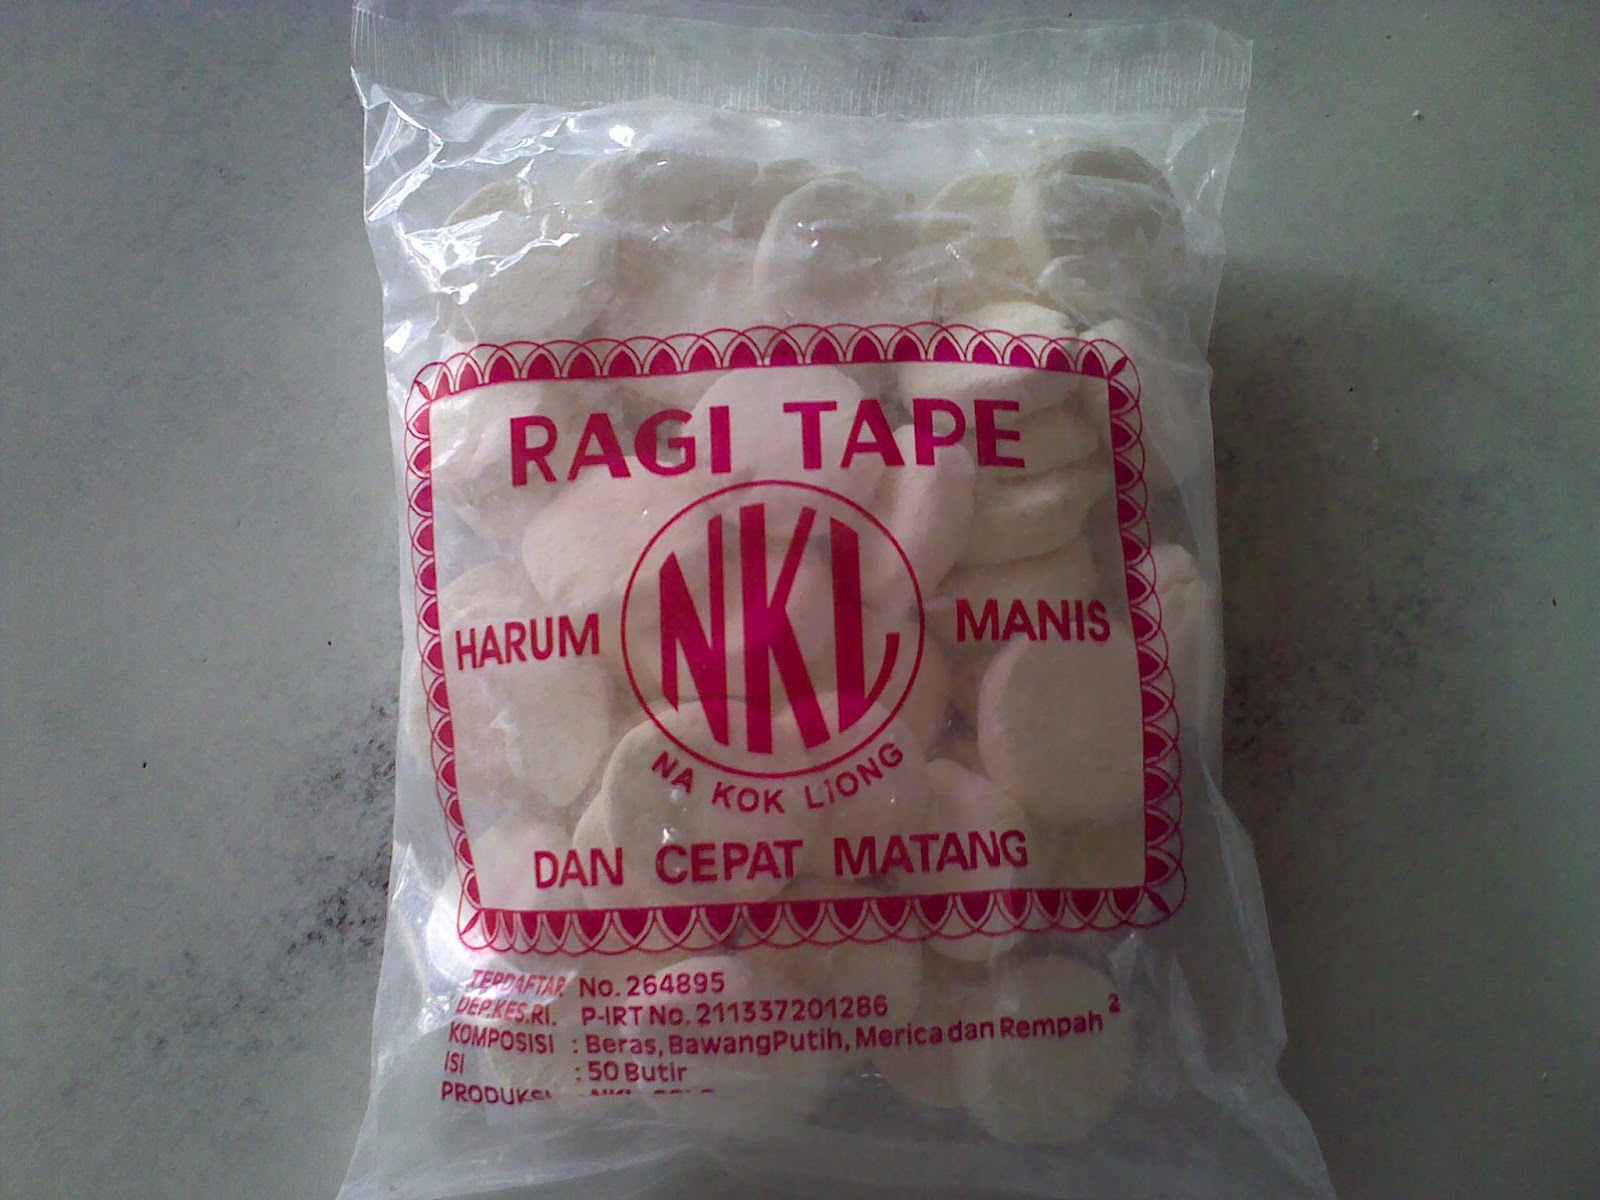 RAGI TAPE
HARUM NKL MANIS
NA KOK LiONG
DAN CEPAT MATANG
TERDAFTAR No. 264895
DEP.KES.RI. P-IRT No. 211337201286
KOMPOSISI : Beras, BawangPutih, Merica dan Rempah²
ISI : 50 Butir
PRODUKSI :